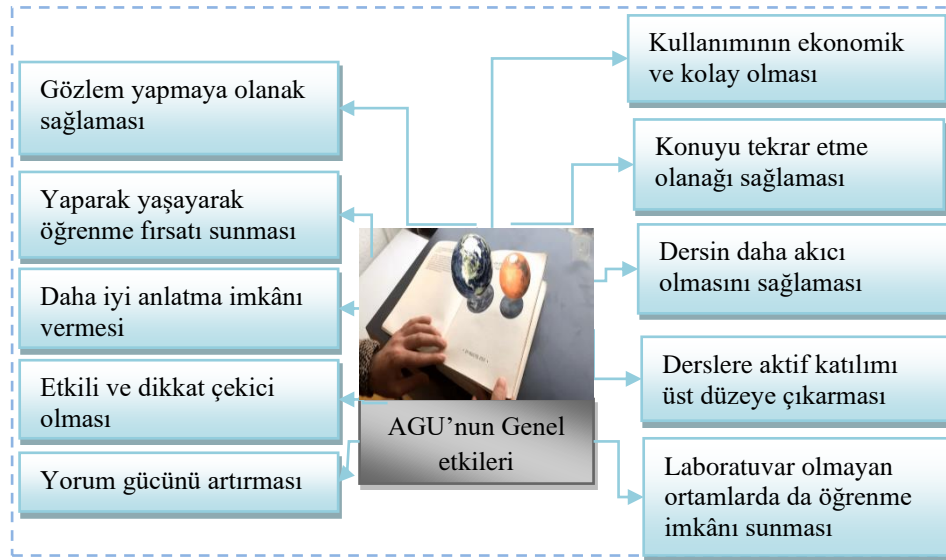 Gözlem yapmaya olanak
sağlaması
Yaparak yaşayarak
öğrenme fırsatı sunması
Daha iyi anlatma imkânı
vermesi
Etkili ve dikkat çekici
olması
Yorum gücünü artırması
AGU’nun Genel
etkileri
Kullanımının ekonomik
ve kolay olması
Konuyu tekrar etme
olanağı sağlaması
Dersin daha akıcı
olmasını sağlaması
Derslere aktif katılımı
üst düzeye çıkarması
Laboratuvar olmayan
ortamlarda da öğrenme
imkânı sunması